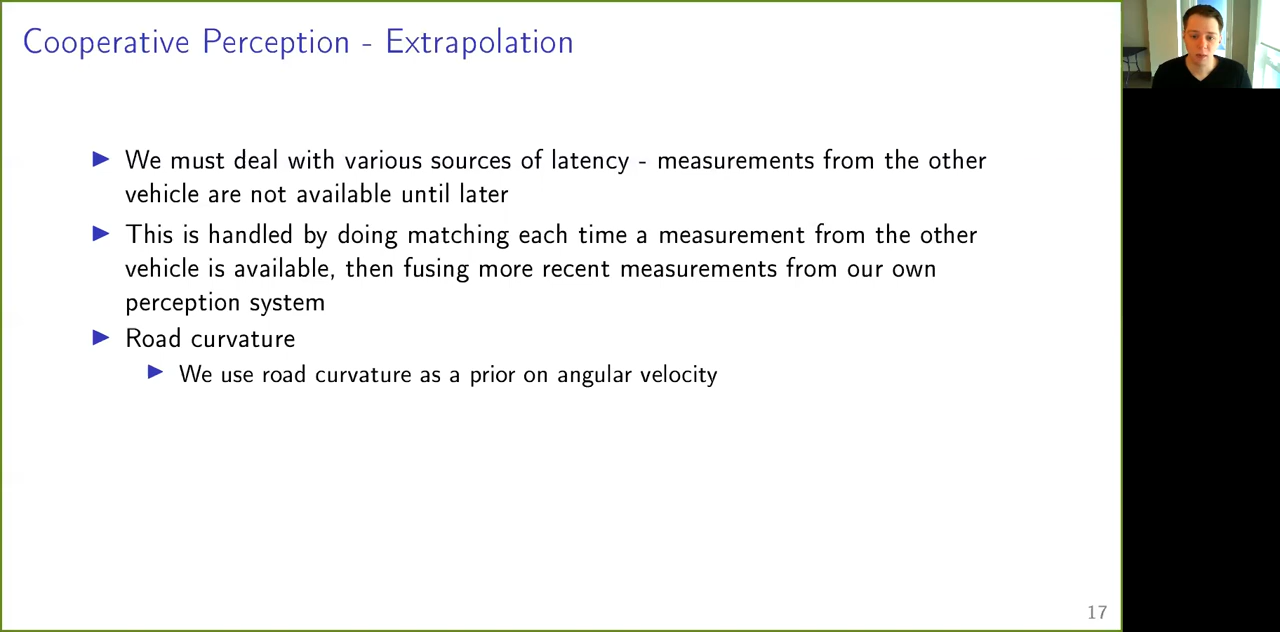 Cooperative Perception - Extrapolation
We must deal with various sources of latency - measurements from the other
vehicle are not available until later
This is handled by doing matching each time a measurement from the other
vehicle is available, then fusing more recent measurements from our own
perception system
Road curvature
We use road curvature as a prior on angular velocity
17